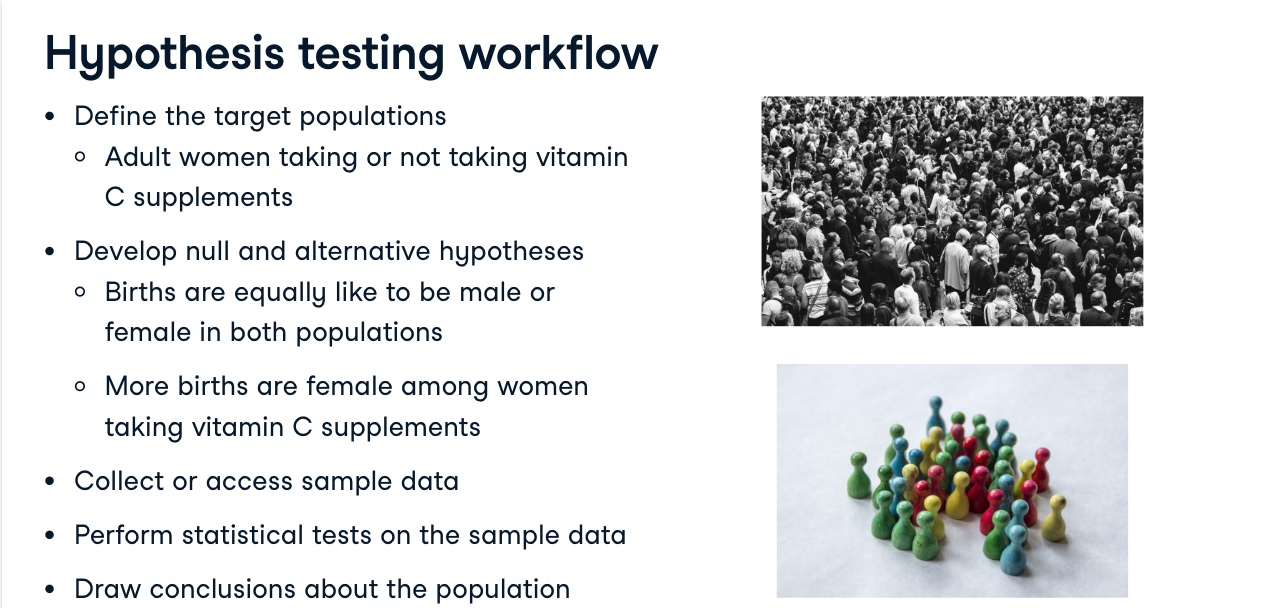 Hypothesis testing workflow
• Define the target populations
○ Adult women taking or not taking vitamin
C supplements
• Develop null and alternative hypotheses
○ Births are equally like to be male or
female in both populations
○ More births are female among women
taking vitamin C supplements
• Collect or access sample data
• Perform statistical tests on the sample data
• Draw conclusions about the population